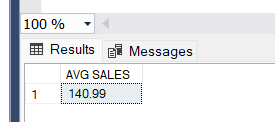 100 %
Results Messages
AVG SALES
1 140.99